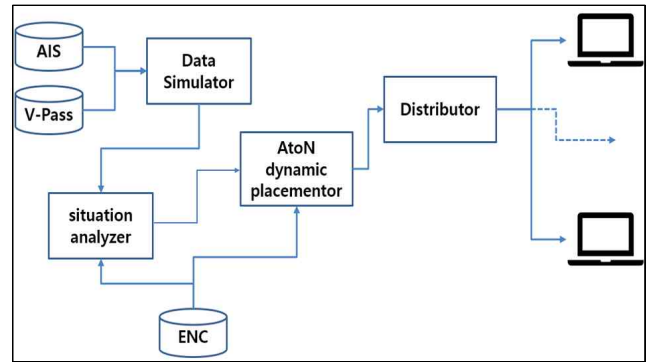 AIS
V-Pass
Data
Simulator
Distributor
AtoN
dynamic
placementor
situation
analyzer
ENC